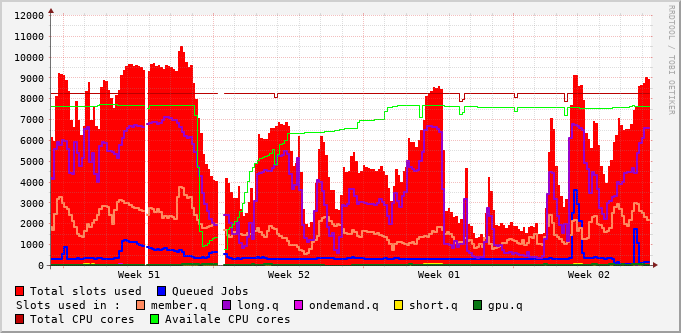 RRDTOOL / TOBI OETIKER
12000
11000
10000
9000
8000
7000
6000
5000
4000
3000
2000
1000
0
Week 51 Week 52 Week 01 Week 02
Total slots used Queued Jobs
Slots used in : member.q long.q ondemand.q short.q gpu.q
Total CPU cores Availale CPU cores